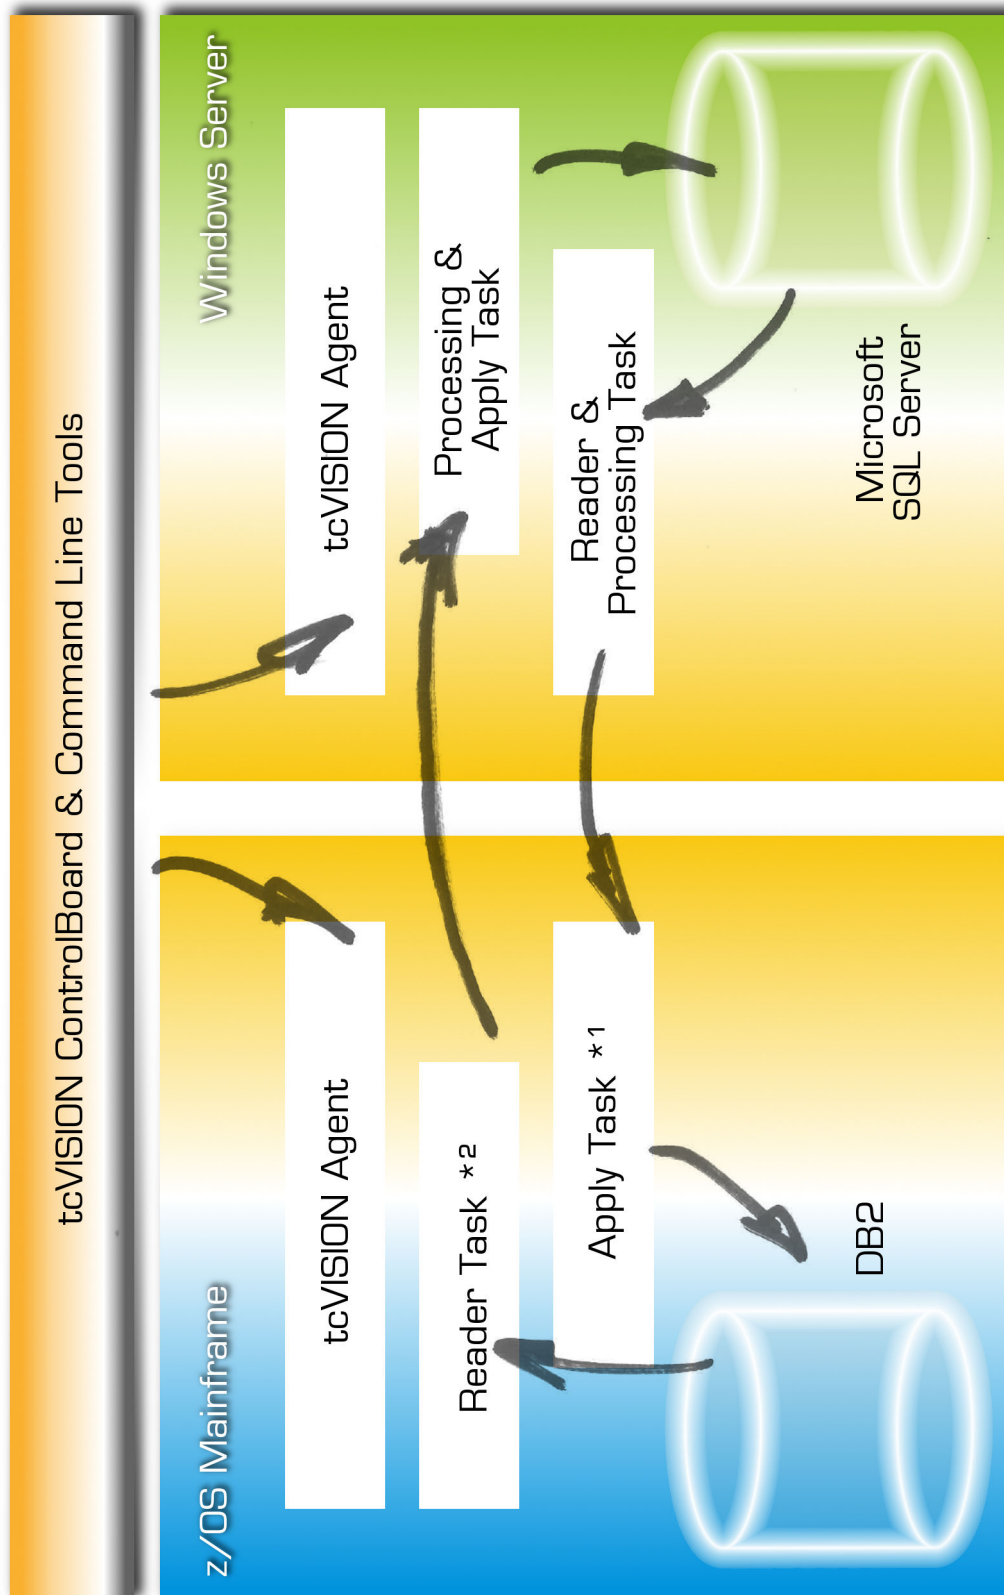 tcVISION ControlBoard & Command Line Tools
z/OS Mainframe
tcVISION Agent
Reader Task *2
Apply Task *1
DB2
Windows Server
tcVISION Agent
Processing &
Apply Task
Reader &
Processing Task
Microsoft
SQL Server